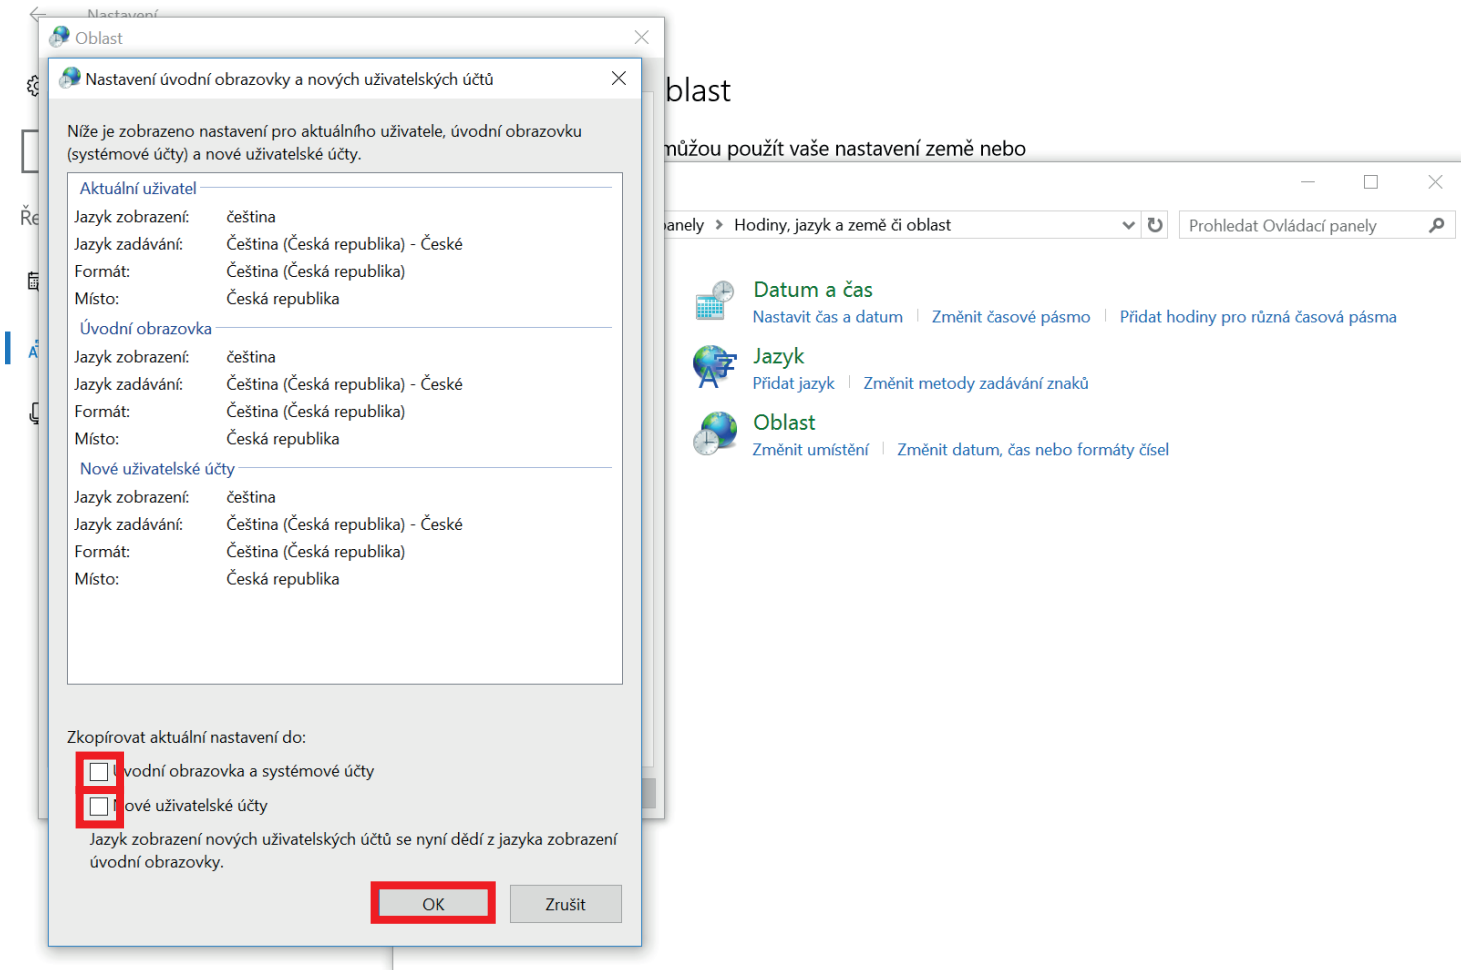 Nastavení
Oblast
Nastavení úvodní obrazovky a nových uživatelských účtů
Níže je zobrazeno nastavení pro aktuálního uživatele, úvodní obrazovku
(systémové účty) a nové uživatelské účty.
Aktuální uživatel
Jazyk zobrazení: čeština
Jazyk zadávání: Čeština (Česká republika) - České
Formát: Čeština (Česká republika)
Místo: Česká republika
Úvodní obrazovka
Jazyk zobrazení: čeština
Jazyk zadávání: Čeština (Česká republika) - České
Formát: Čeština (Česká republika)
Místo: Česká republika
Nové uživatelské účty
Jazyk zobrazení: čeština
Jazyk zadávání: Čeština (Česká republika) - České
Formát: Čeština (Česká republika)
Místo: Česká republika
Zkopírovat aktuální nastavení do:
Úvodní obrazovka a systémové účty
Nové uživatelské účty
Jazyk zobrazení nových uživatelských účtů se nyní dědí z jazyka zobrazení
úvodní obrazovky.
OK Zrušit
Ře
blast
můžou použít vaše nastavení země nebo
panely > Hodiny, jazyk a země či oblast
Prohledat Ovládací panely
Datum a čas
Nastavit čas a datum | Změnit časové pásmo | Přidat hodiny pro různá časová pásma
Jazyk
Přidat jazyk | Změnit metody zadávání znaků
Oblast
Změnit umístění | Změnit datum, čas nebo formáty čísel